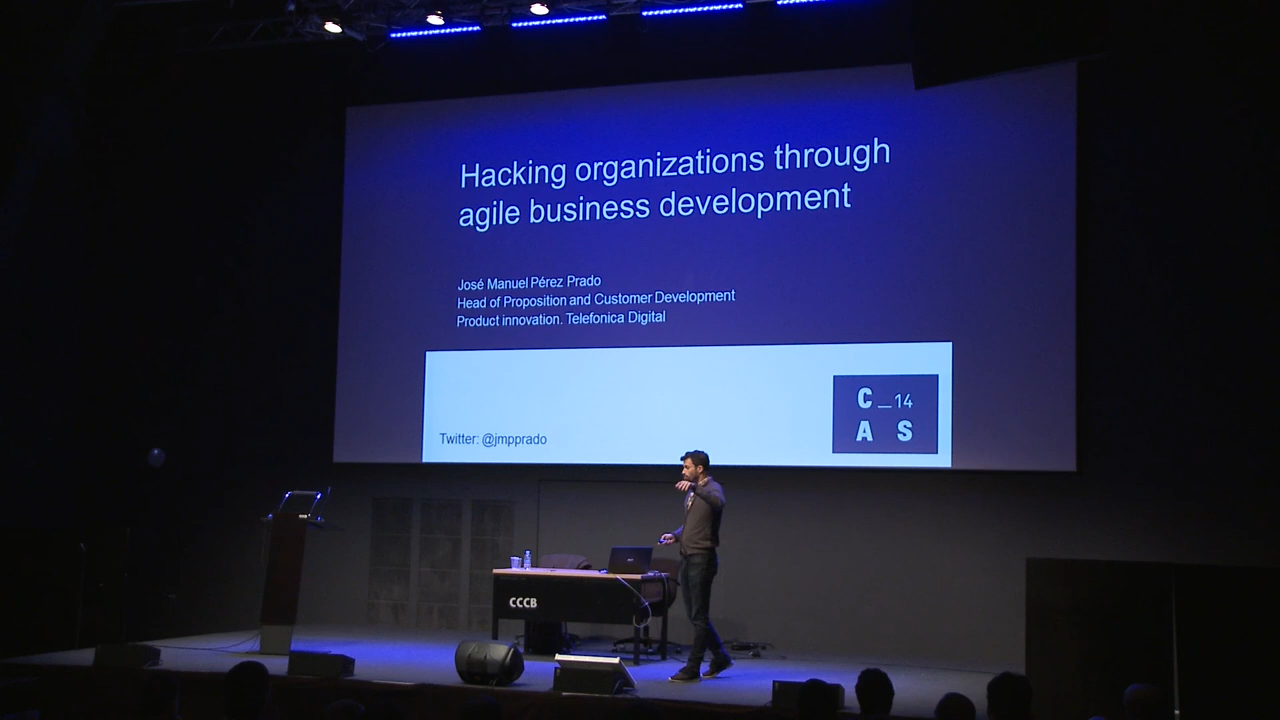 Hacking organizations through
agile business development
José Manuel Pérez Prado
Head of Proposition and Customer Development
Product innovation. Telefonica Digital
Twitter: @jmpprado
C_14
A S
CCCB